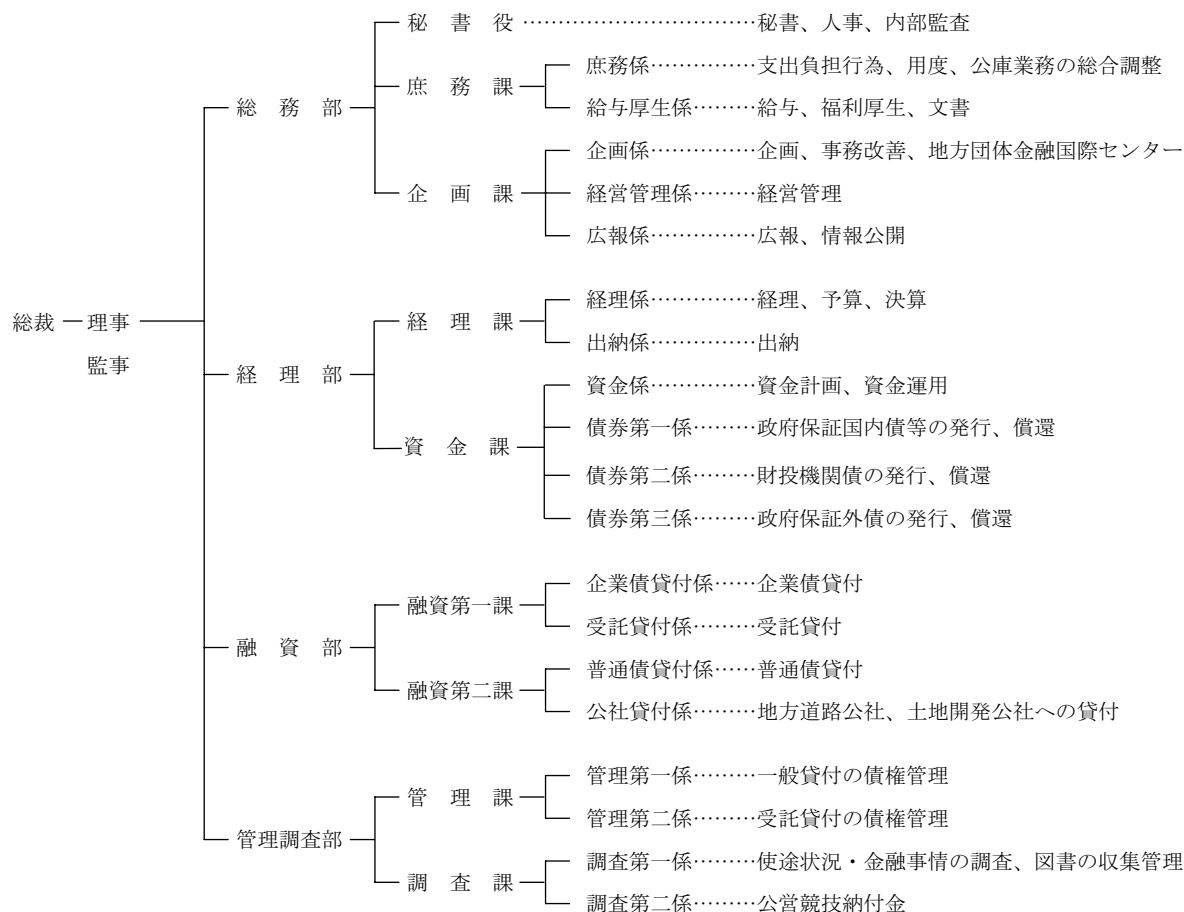 秘書役……………………………秘書、人事、内部監査
庶務課
庶務係……………支出負担行為、用度、公庫業務の総合調整
給与厚生係………給与、福利厚生、文書
総務部
企画課
企画係……………企画、事務改善、地方団体金融国際センター
経営管理係………経営管理
広報係……………広報、情報公開
総裁 理事
監事
経理部
経理課
経理係……………経理、予算、決算
出納係……………出納
資金課
資金係……………資金計画、資金運用
債券第一係………政府保証国内債等の発行、償還
債券第二係………財投機関債の発行、償還
債券第三係………政府保証外債の発行、償還
融資部
融資第一課
企業債貸付係……企業債貸付
受託貸付係………受託貸付
融資第二課
普通債貸付係……普通債貸付
公社貸付係………地方道路公社、土地開発公社への貸付
管理調査部
管理課
管理第一係………一般貸付の債権管理
管理第二係………受託貸付の債権管理
調査課
調査第一係………使途状況・金融事情の調査、図書の収集管理
調査第二係………公営競技納付金